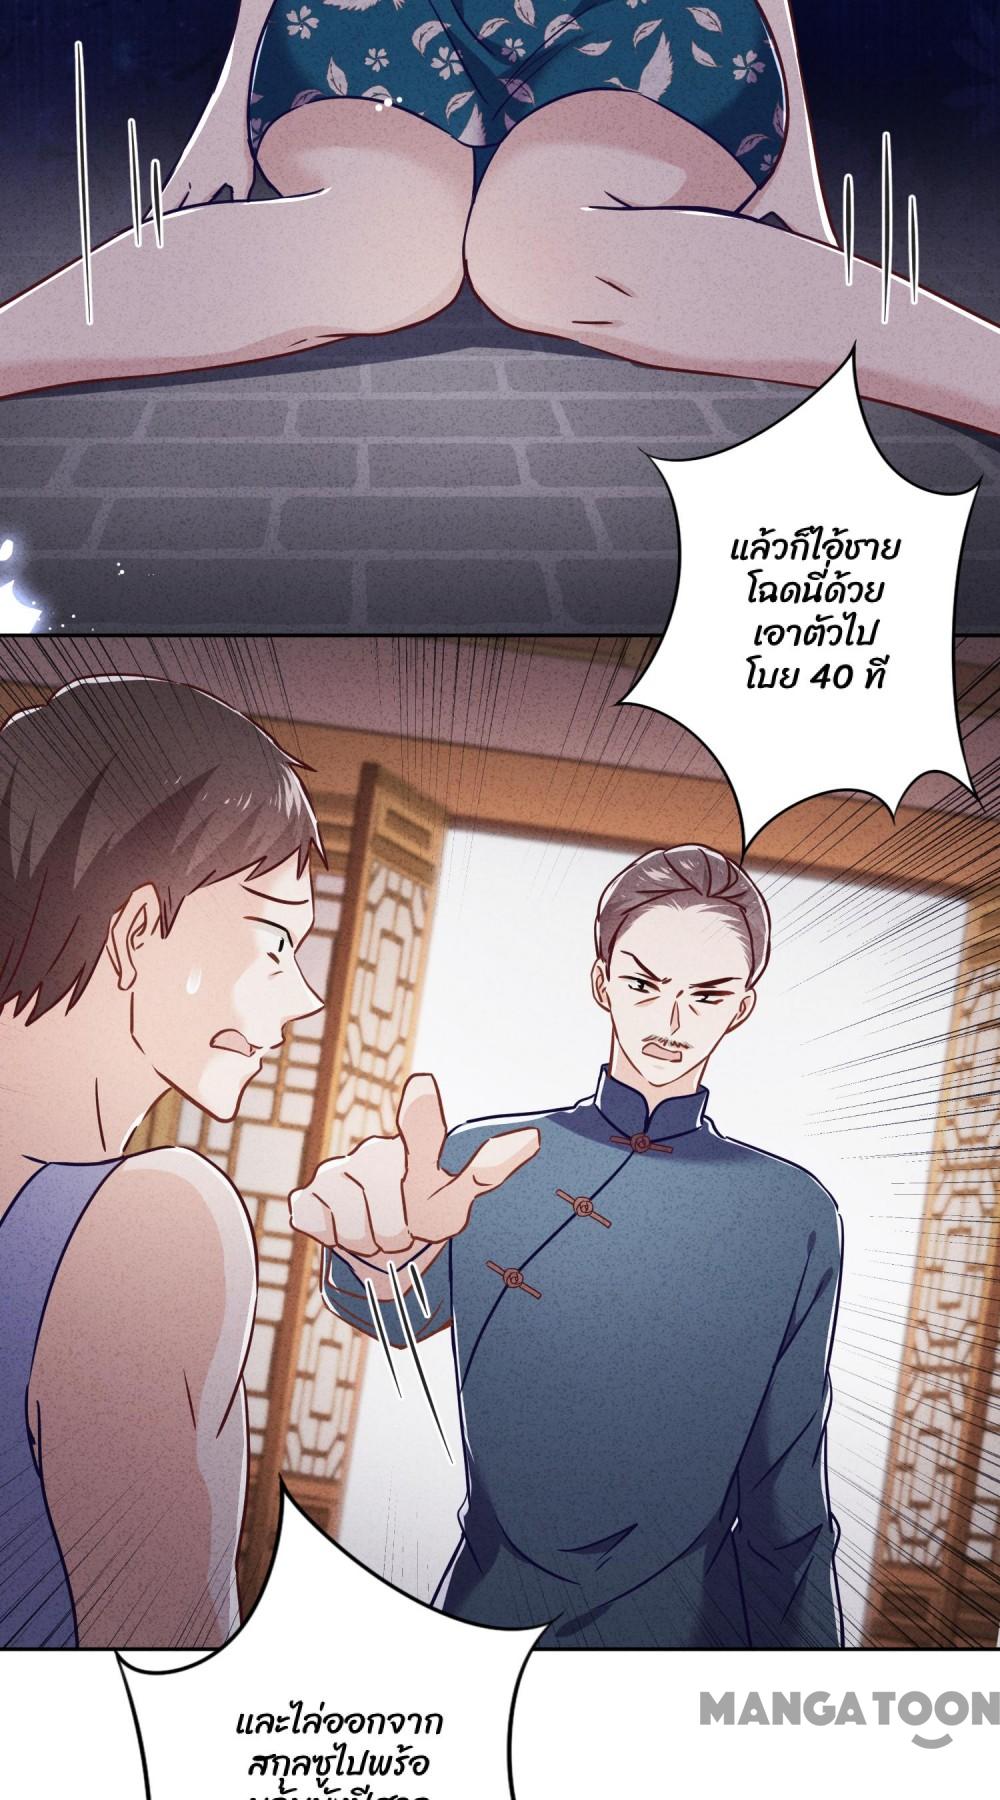 แล้วก็ไอ้ชาย
โฉดนี่ด้วย
เอาตัวไป
โบย 40 ที
MANGATOON
และไล่ออกจาก
สกุลซูไปพร้อ